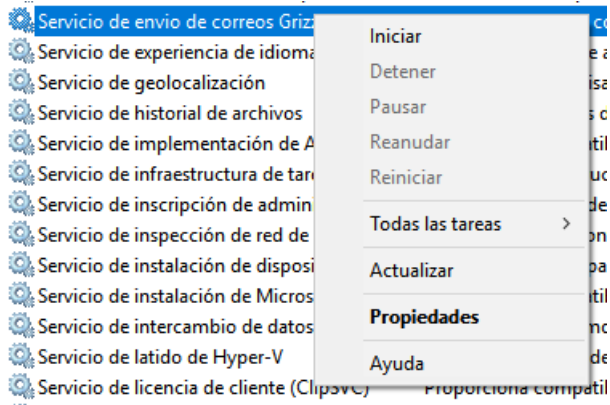 Servicio de envio de correos Griz
Servicio de experiencia de idioma
Servicio de geolocalización
Servicio de historial de archivos
Servicio de implementación de A
Servicio de infraestructura de tar
Servicio de inscripción de admin
Servicio de inspección de red de
Servicio de instalación de disposi
Servicio de instalación de Micros
Servicio de intercambio de datos
Servicio de latido de Hyper-V
Servicio de licencia de cliente (ClipSVC) Proporciona compatil
Iniciar
Detener
Pausar
Reanudar
Reiniciar
Todas las tareas
Actualizar
Propiedades
Ayuda